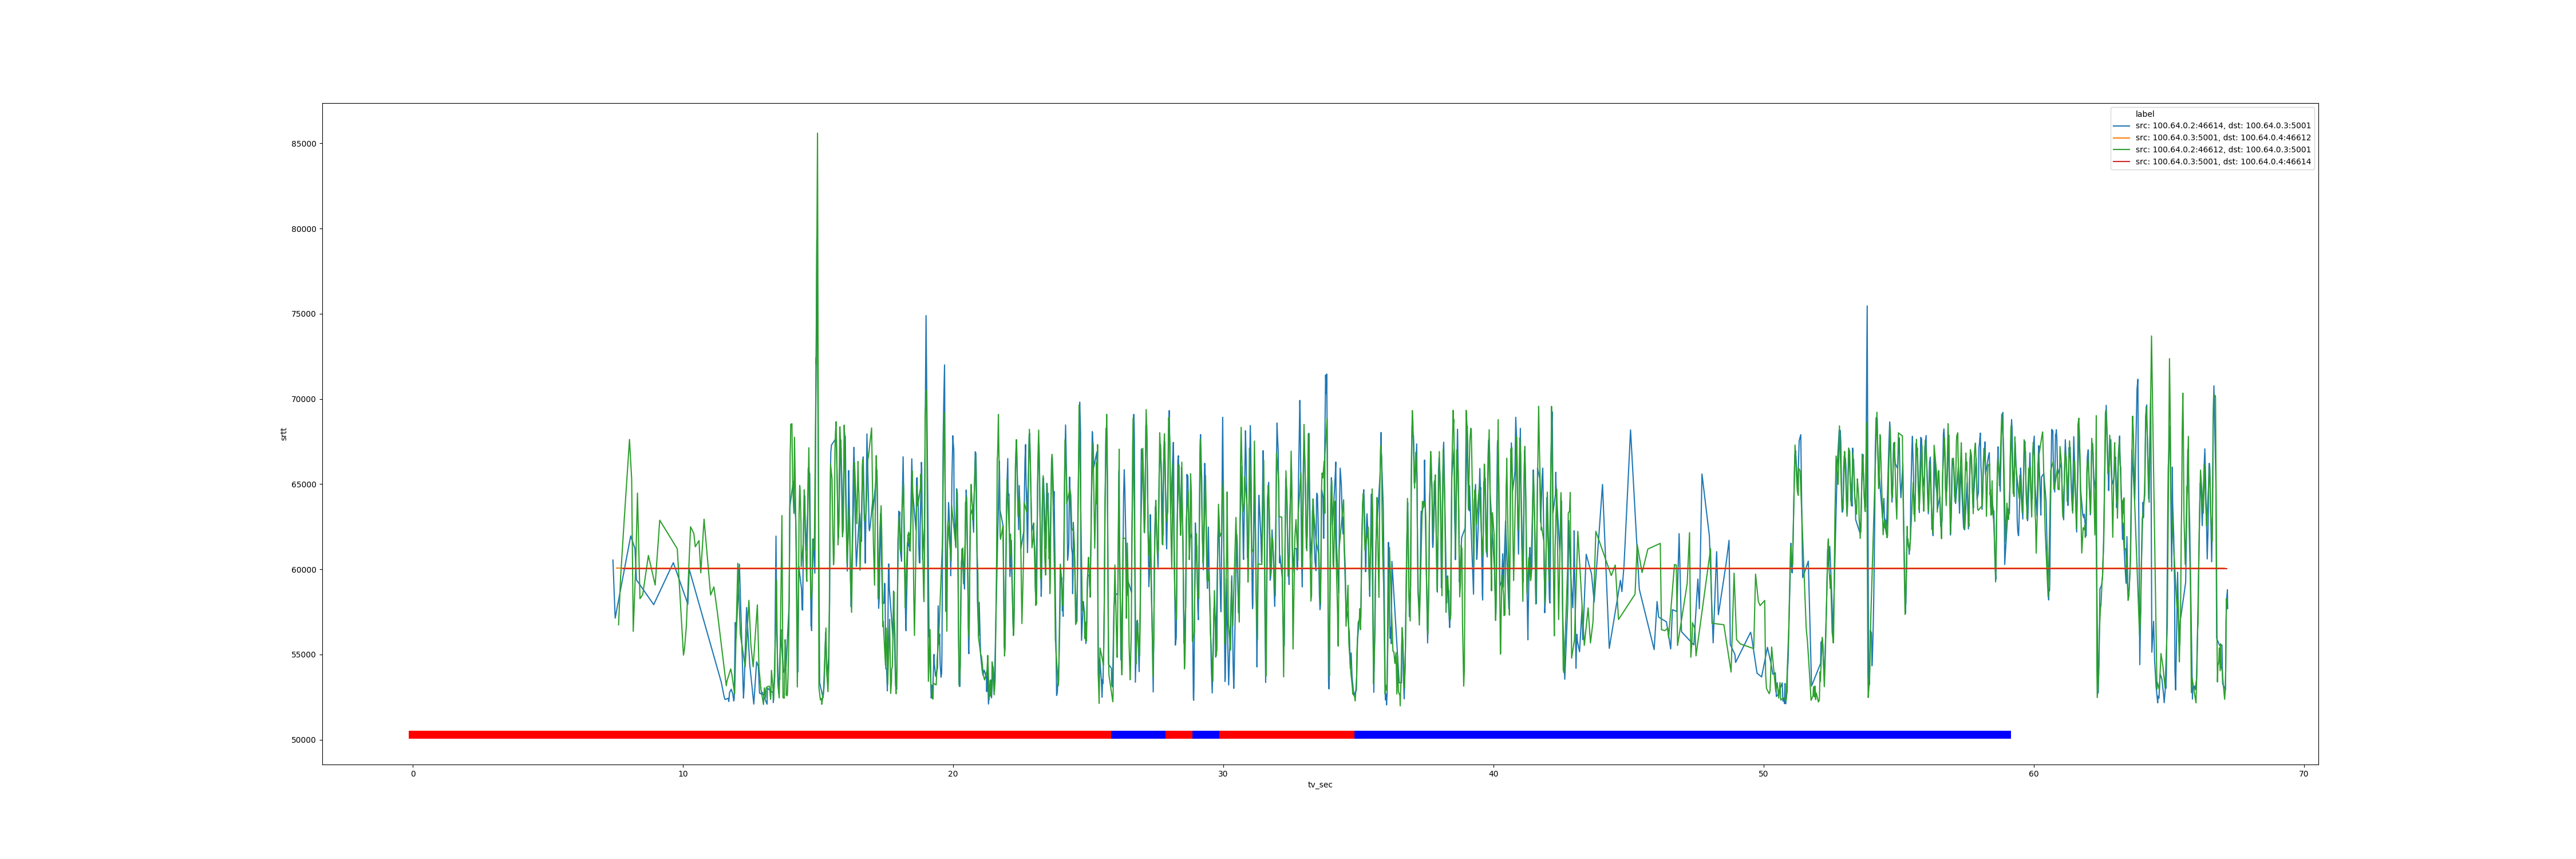 label
src: 100.64.0.2:46614, dst: 100.64.0.3:5001
src: 100.64.0.3:5001, dst: 100.64.0.4:46612
src: 100.64.0.2:46612, dst: 100.64.0.3:5001
src: 100.64.0.3:5001, dst: 100.64.0.4:46614
85000
80000
75000
70000
65000
60000
55000
50000
srtt
0 10 20 30 40 50 60 70
tv_sec